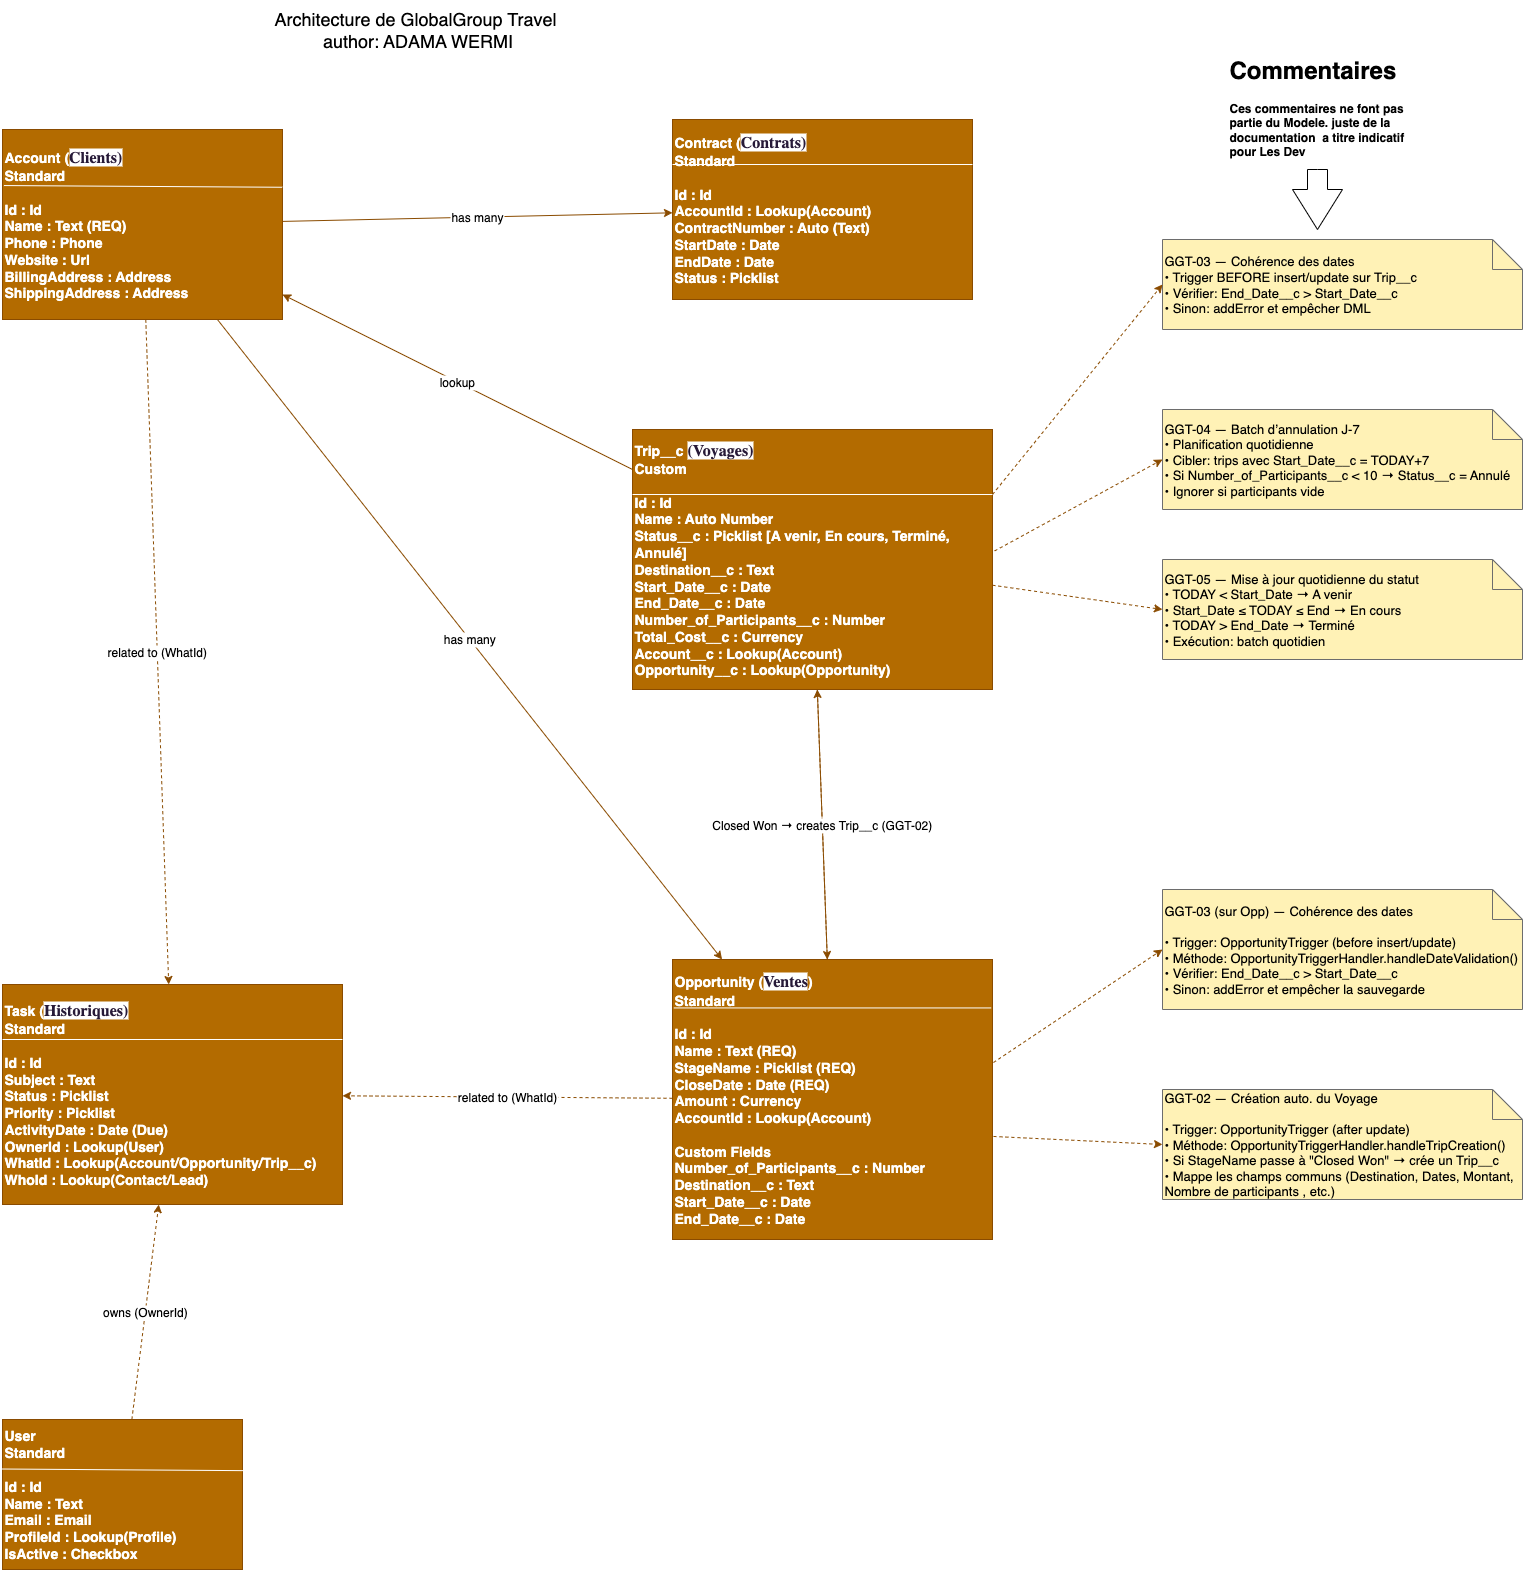 Architecture de GlobalGroup Travel
author: ADAMA WERMI
Commentaires
Ces commentaires ne font pas
partie du Modele. juste de la
documentation  a titre indicatif
pour Les Dev
Account (Clients)
Standard
Id : Id
Name : Text (REQ)
Phone : Phone
Website : Url
BillingAddress : Address
ShippingAddress : Address
has many
Contract (Contrats)
Standard
Id : Id
AccountId : Lookup(Account)
ContractNumber : Auto (Text)
StartDate : Date
EndDate : Date
Status : Picklist
GGT-03 — Cohérence des dates
• Trigger BEFORE insert/update sur Trip__c
• Vérifier: End_Date__c > Start_Date__c
• Sinon: addError et empêcher DML
lookup
Trip__c (Voyages)
Custom
Id : Id
Name : Auto Number
Status__c : Picklist [A venir, En cours, Terminé,
Annulé]
Destination__c : Text
Start_Date__c : Date
End_Date__c : Date
Number_of_Participants__c : Number
Total_Cost__c : Currency
Account__c : Lookup(Account)
Opportunity__c : Lookup(Opportunity)
GGT-04 — Batch d’annulation J-7
• Planification quotidienne
• Cibler: trips avec Start_Date__c = TODAY+7
• Si Number_of_Participants__c < 10 → Status__c = Annulé
• Ignorer si participants vide
GGT-05 — Mise à jour quotidienne du statut
• TODAY < Start_Date → A venir
• Start_Date ≤ TODAY ≤ End → En cours
• TODAY > End_Date → Terminé
• Exécution: batch quotidien
has many
related to (WhatId)
Closed Won → creates Trip__c (GGT-02)
GGT-03 (sur Opp) — Cohérence des dates
• Trigger: OpportunityTrigger (before insert/update)
• Méthode: OpportunityTriggerHandler.handleDateValidation()
• Vérifier: End_Date__c > Start_Date__c
• Sinon: addError et empêcher la sauvegarde
Task (Historiques)
Standard
Id : Id
Subject : Text
Status : Picklist
Priority : Picklist
ActivityDate : Date (Due)
OwnerId : Lookup(User)
WhatId : Lookup(Account/Opportunity/Trip__c)
WhoId : Lookup(Contact/Lead)
related to (WhatId)
Opportunity (Ventes)
Standard
Id : Id
Name : Text (REQ)
StageName : Picklist (REQ)
CloseDate : Date (REQ)
Amount : Currency
AccountId : Lookup(Account)
Custom Fields
Number_of_Participants__c : Number
Destination__c : Text
Start_Date__c : Date
End_Date__c : Date
GGT-02 — Création auto. du Voyage
• Trigger: OpportunityTrigger (after update)
• Méthode: OpportunityTriggerHandler.handleTripCreation()
• Si StageName passe à "Closed Won" → crée un Trip__c
• Mappe les champs communs (Destination, Dates, Montant,
Nombre de participants , etc.)
owns (OwnerId)
User
Standard
Id : Id
Name : Text
Email : Email
ProfileId : Lookup(Profile)
IsActive : Checkbox